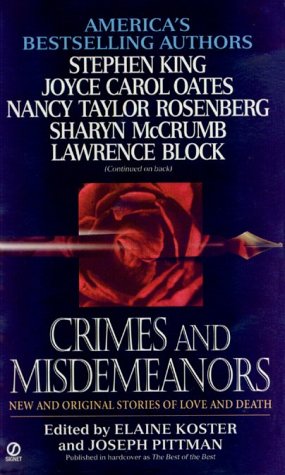 AMERICA'S
BESTSELLING AUTHORS
STEPHEN KING
JOYCE CAROL OATES
NANCY TAYLOR ROSENBERG
SHARYN McCRUMB
LAWRENCE BLOCK
(Continued on back)
CRIMES AND
MISDEMEANORS
NEW AND ORIGINAL STORIES OF LOVE AND DEATH
Edited by ELAINE KOSTER
and JOSEPH PITTMAN
Published in hardcover as The Best of the Best
SIGNET